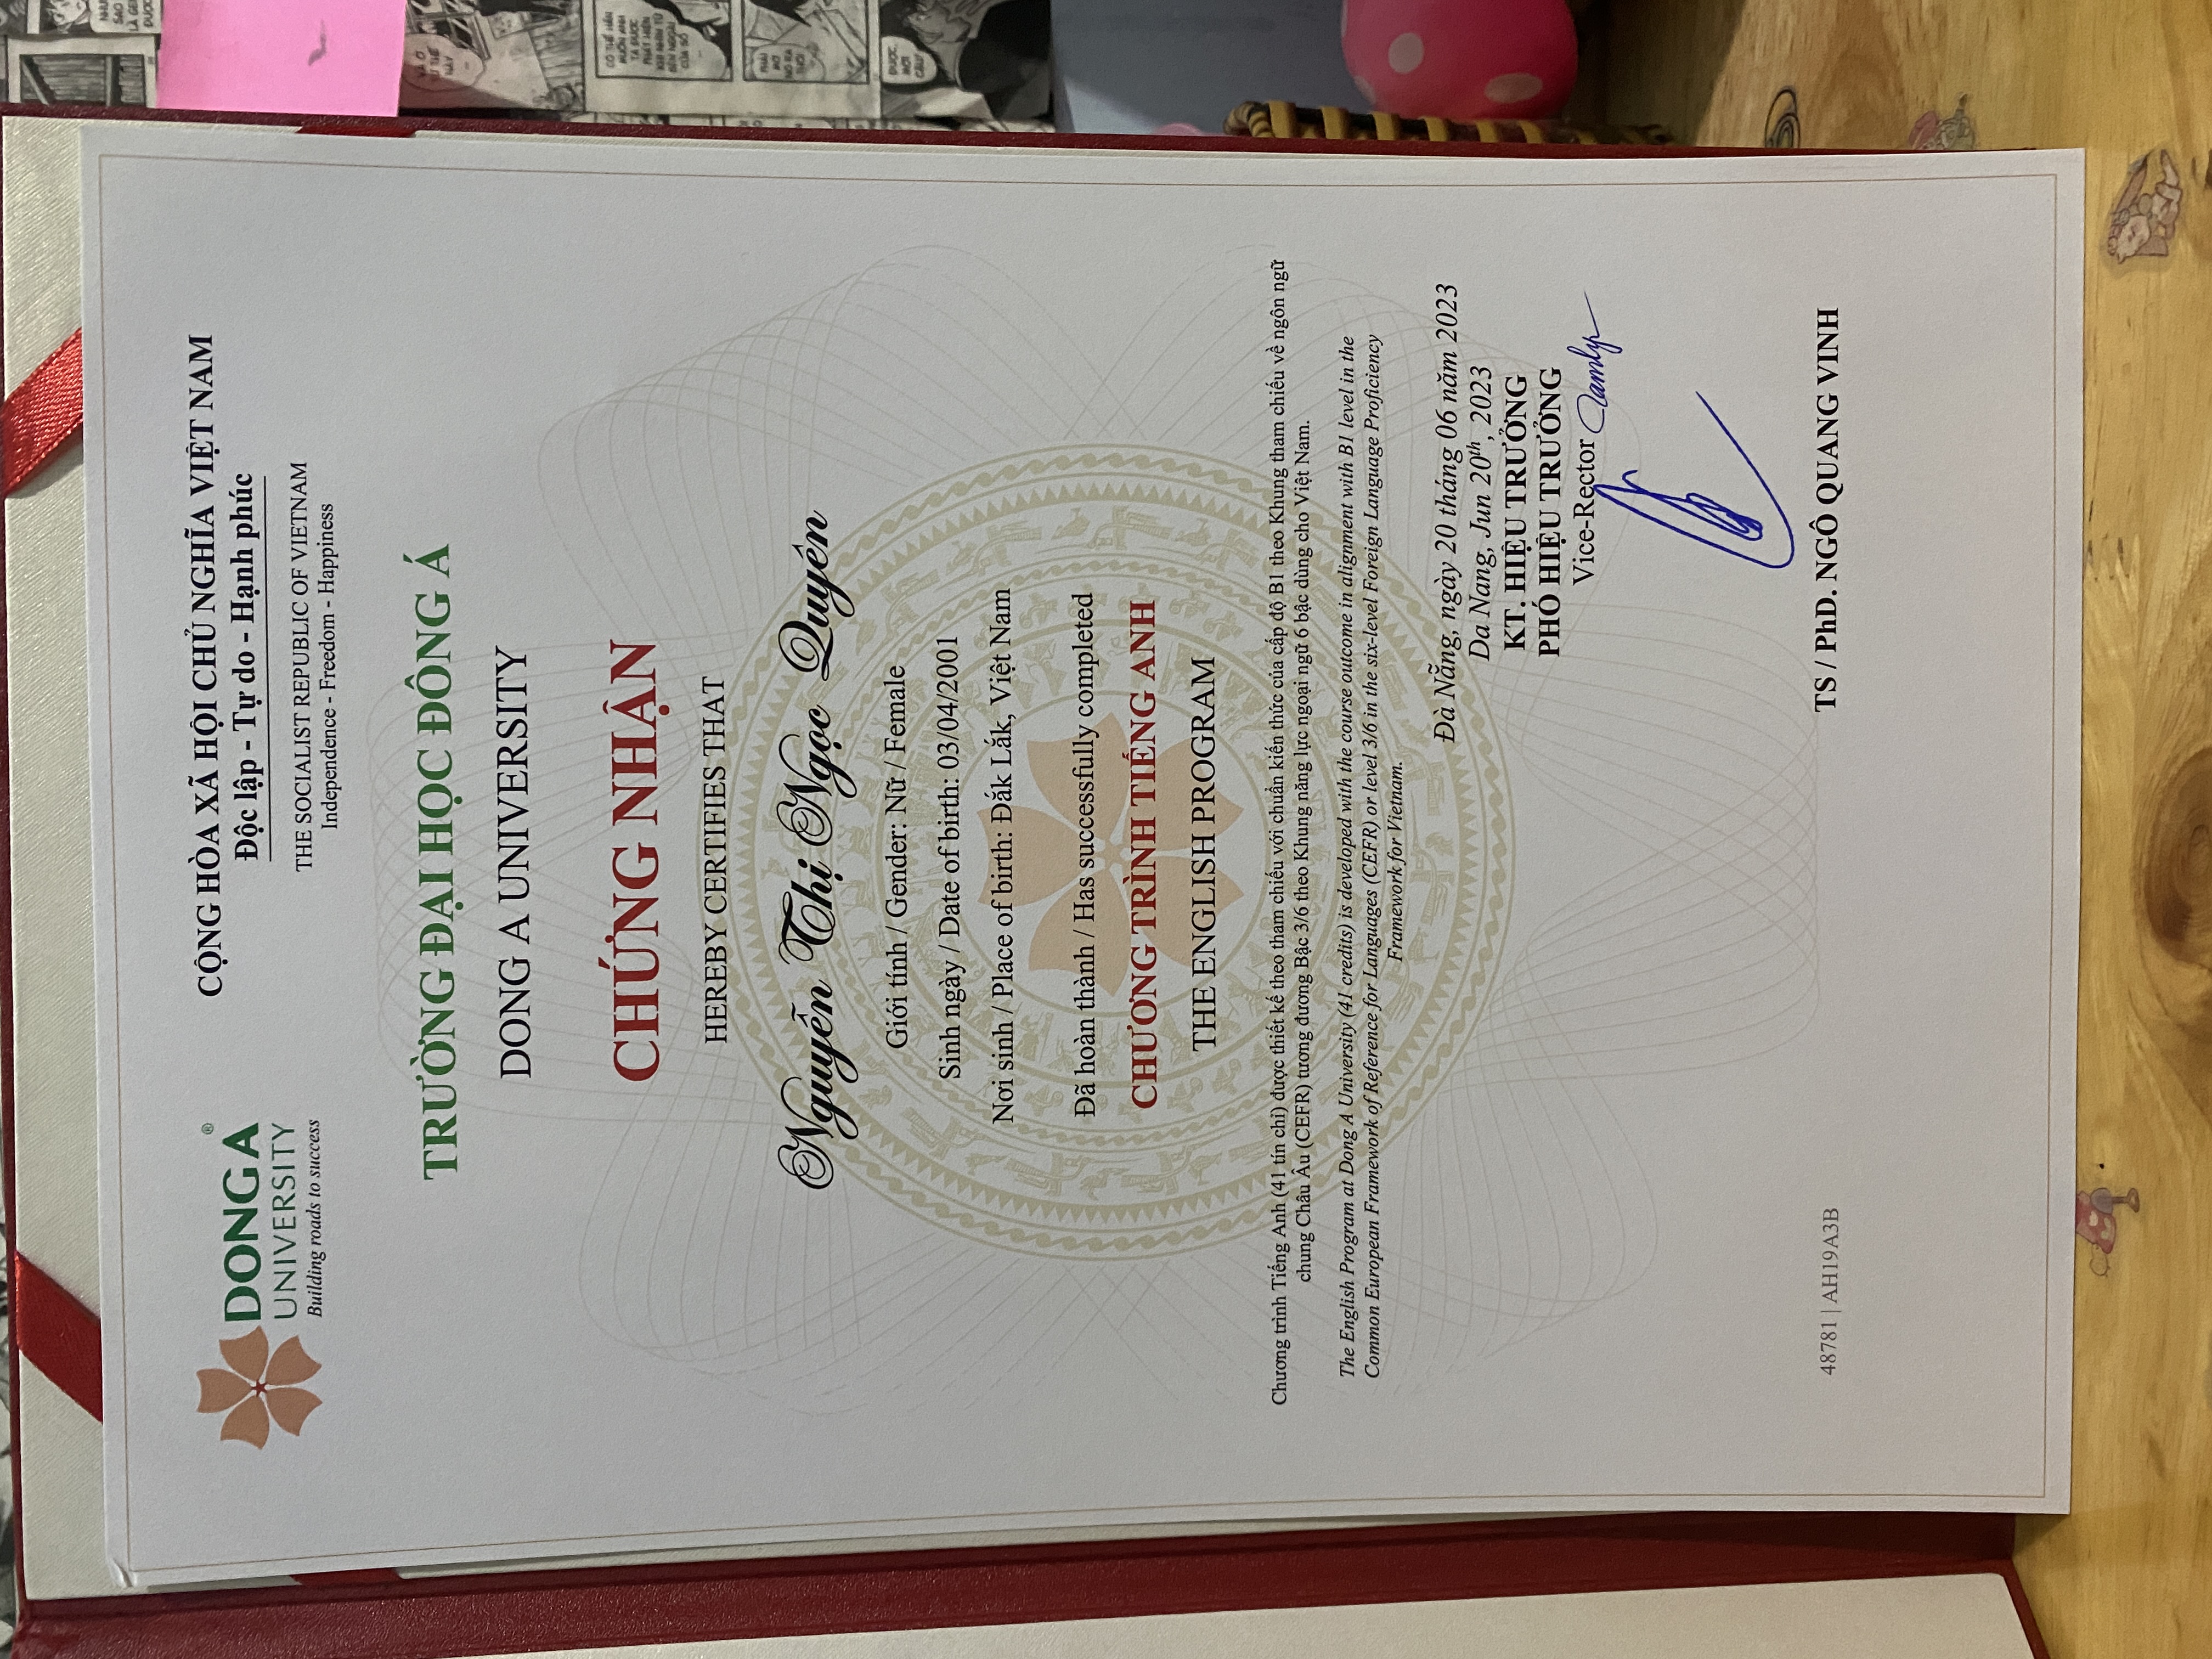 DONG A ®
UNIVERSITY
Building roads to success
CỘNG HÒA XÃ HỘI CHỦ NGHĨA VIỆT NAM
Độc lập - Tự do - Hạnh phúc
THE SOCIALIST REPUBLIC OF VIETNAM
Independence - Freedom - Happiness
TRƯỜNG ĐẠI HỌC ĐÔNG Á
DONG A UNIVERSITY
CHỨNG NHẬN
HEREBY CERTIFIES THAT
Nguyễn Thị Ngọc Quyên
Giới tính / Gender: Nữ / Female
Sinh ngày / Date of birth: 03/04/2001
Nơi sinh / Place of birth: Đắk Lắk, Việt Nam
Đã hoàn thành / Has successfully completed
CHƯƠNG TRÌNH TIẾNG ANH
THE ENGLISH PROGRAM
Chương trình Tiếng Anh (41 tín chỉ) được thiết kế theo tham chiếu với chuẩn kiến thức của cấp độ B1 theo Khung tham chiếu về ngôn ngữ
chung Châu Âu (CEFR) tương đương Bậc 3/6 theo Khung năng lực ngoại ngữ 6 bậc dùng cho Việt Nam.
The English Program at Dong A University (41 credits) is developed with the course outcome in alignment with B1 level in the
Common European Framework of Reference for Languages (CEFR) or level 3/6 in the six-level Foreign Language Proficiency
Framework for Vietnam.
Đà Nẵng, ngày 20 tháng 06 năm 2023
Da Nang, Jun 20th, 2023
KT. HIỆU TRƯỞNG
PHÓ HIỆU TRƯỞNG
Vice-Rector
TS / PhD. NGÔ QUANG VINH
48781 | AH19A3B